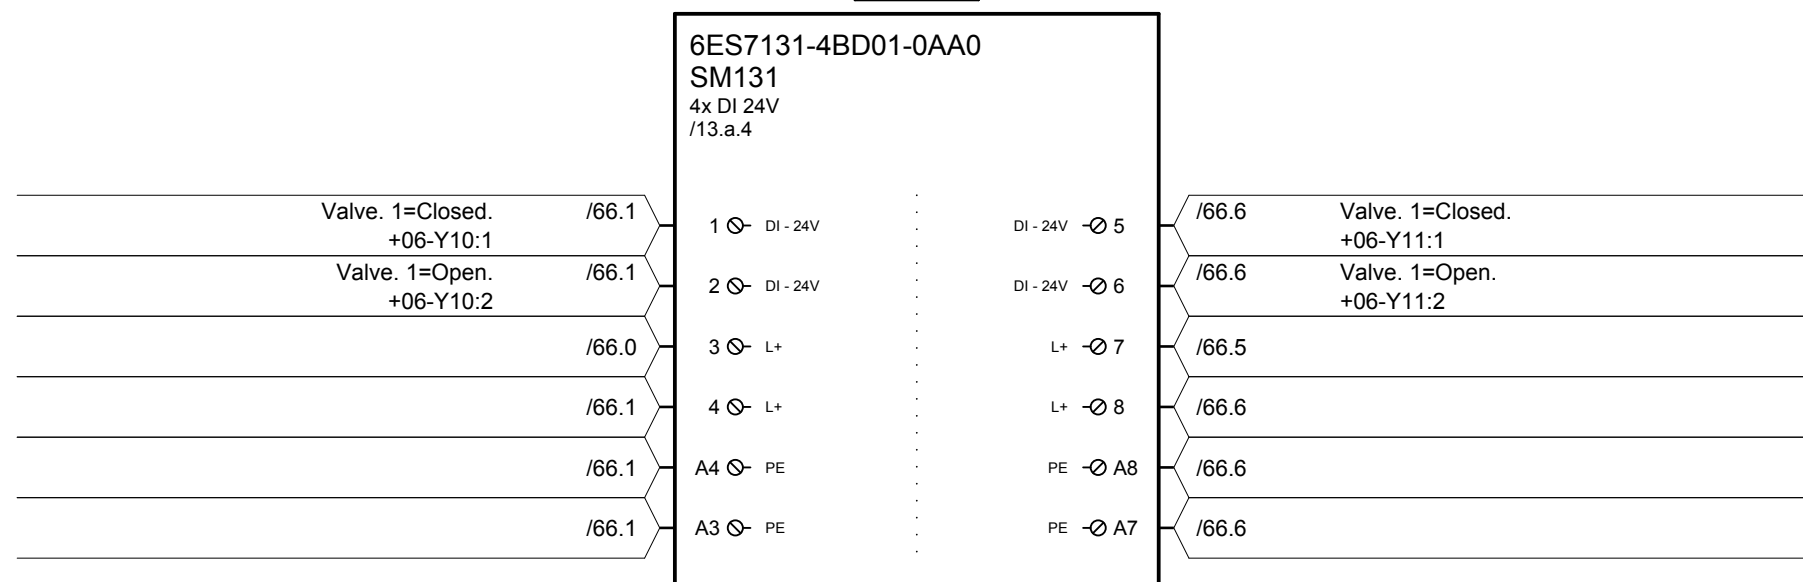 6ES7131-4BD01-0AA0
SM131
4x DI 24V
/13.a.4
Valve. 1=Closed. /66.1 1 DI - 24V DI - 24V 5 /66.6 Valve. 1=Closed.
+06-Y10:1 +06-Y11:1
Valve. 1=Open. /66.1 2 DI - 24V DI - 24V 6 /66.6 Valve. 1=Open.
+06-Y10:2 +06-Y11:2
/66.0 3 L+ L+ 7 /66.5
/66.1 4 L+ L+ 8 /66.6
/66.1 A4 PE PE A8 /66.6
/66.1 A3 PE PE A7 /66.6